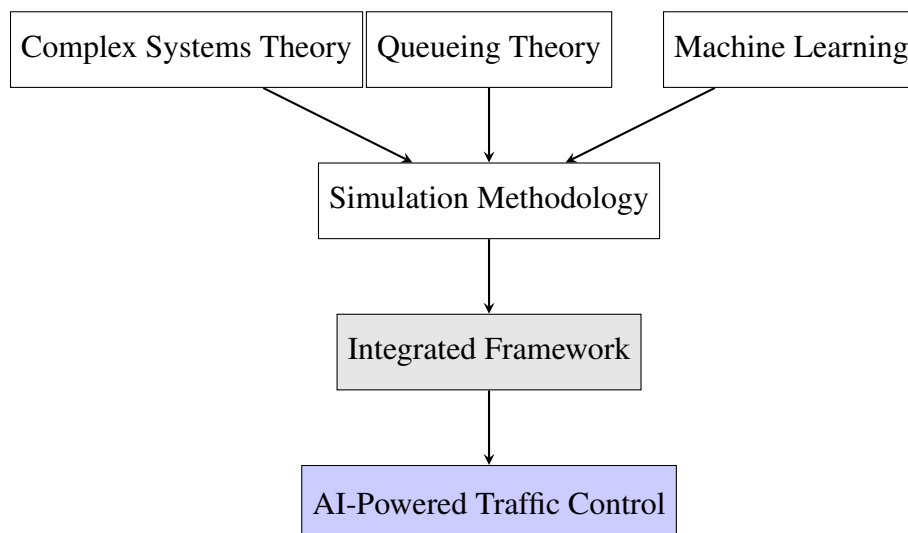 Complex Systems Theory
Queueing Theory
Machine Learning
Simulation Methodology
Integrated Framework
AI-Powered Traffic Control